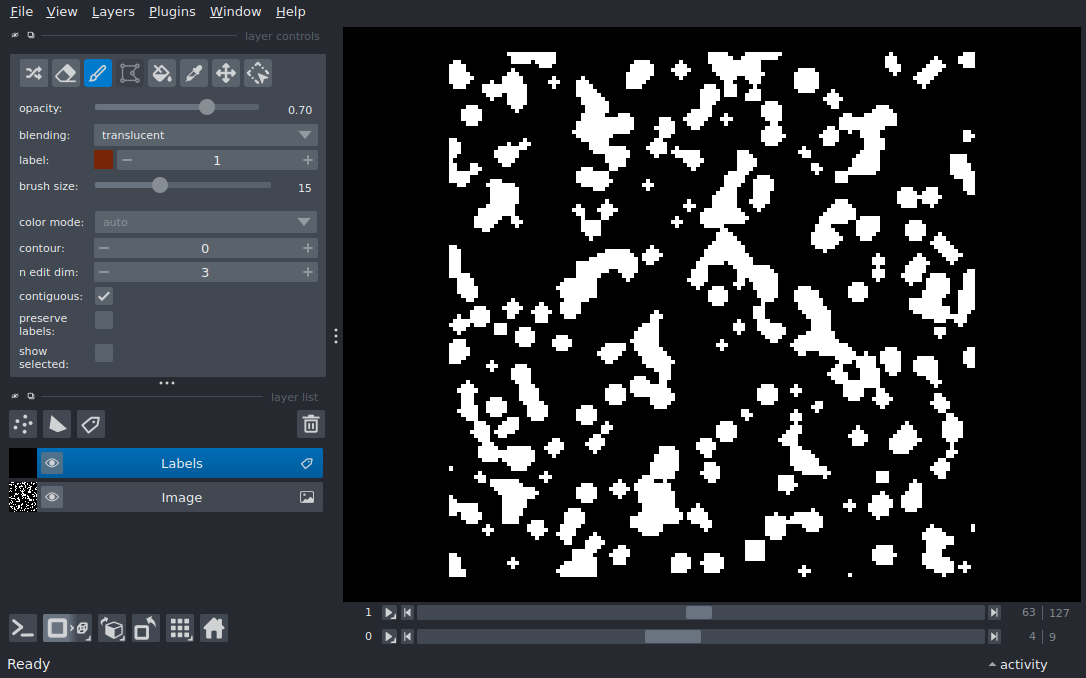 File View Layers Plugins Window Help
layer controls
opacity: 0.70
blending: translucent
label: 1
brush size: 15
color mode: auto
contour: 0
n edit dim: 3
contiguous:
preserve
labels:
show
selected:
layer list
Labels
Image
1 63 127
0 4 9
Ready activity